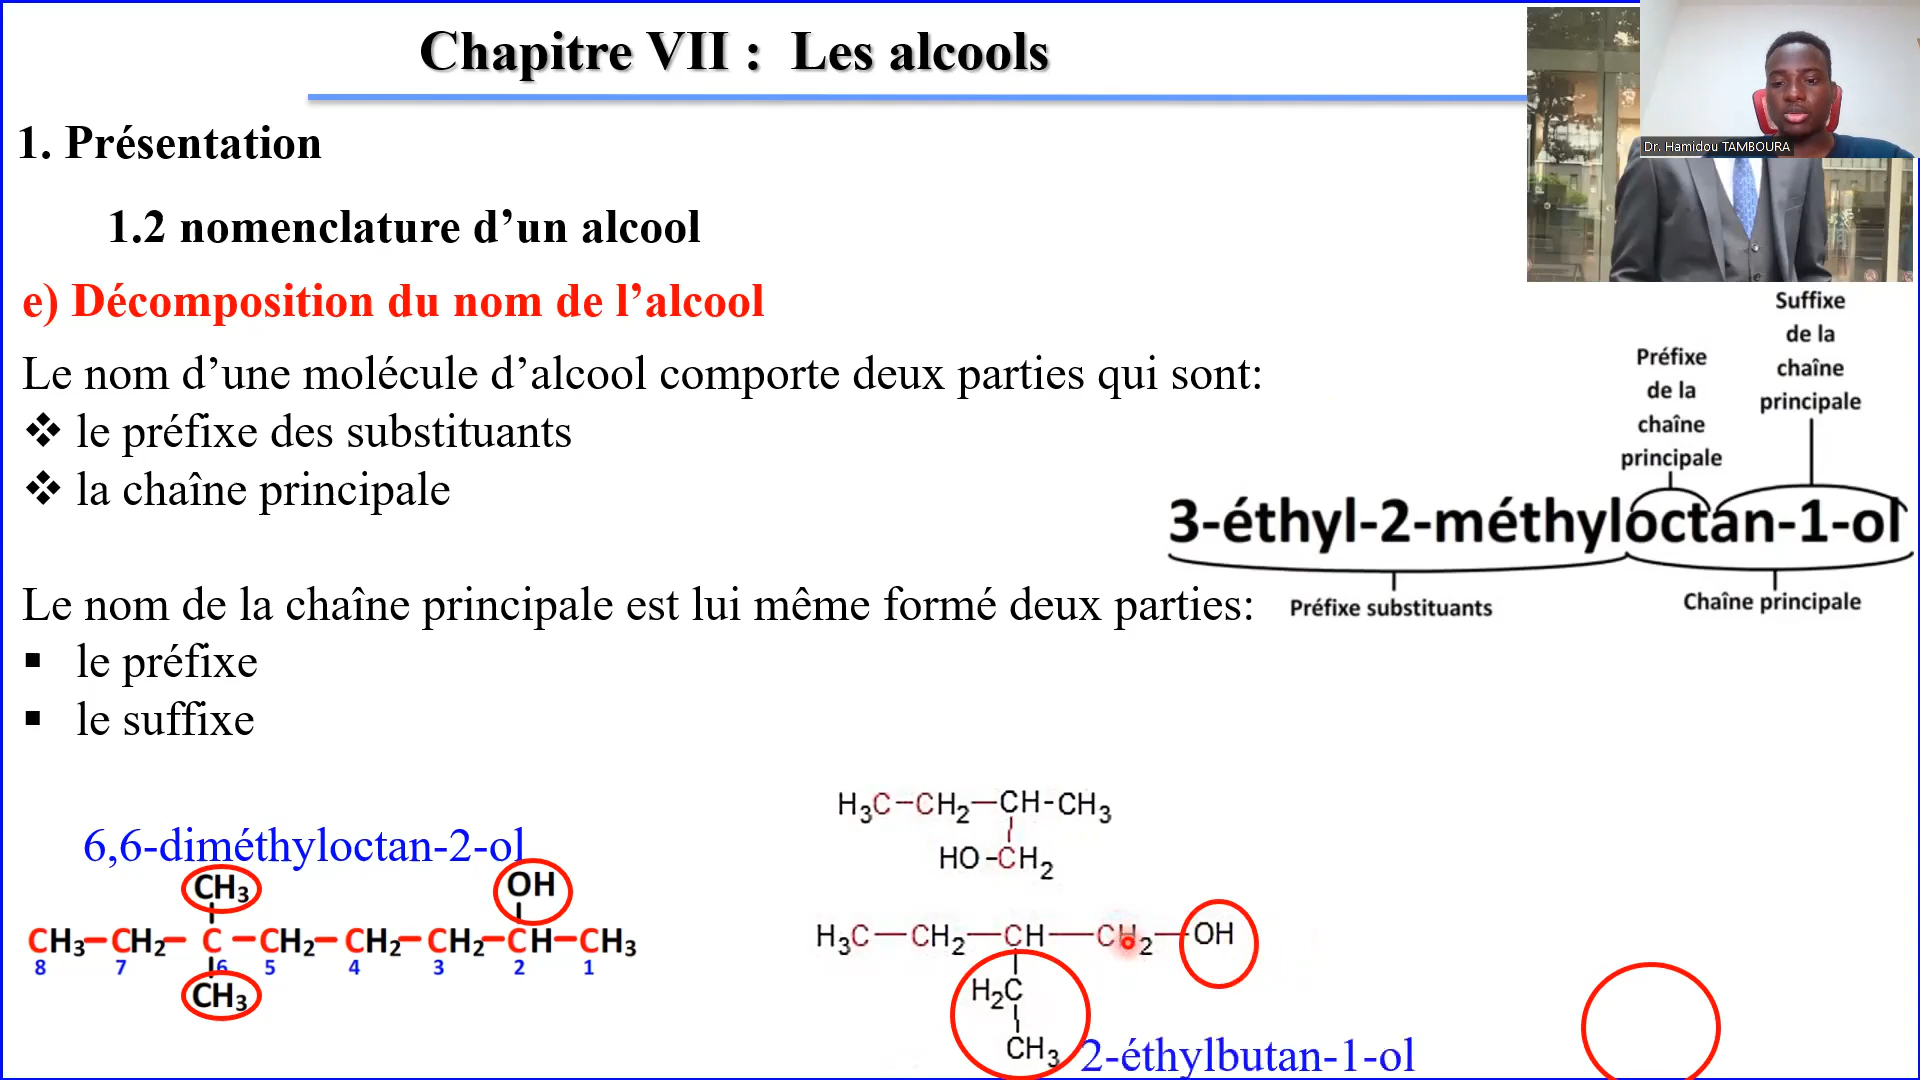 Chapitre VII :  Les alcools
Dr. Hamidou TAMBOURA
1. Présentation
1.2 nomenclature d’un alcool
e) Décomposition du nom de l’alcool
Le nom d’une molécule d’alcool comporte deux parties qui sont:
❖ le préfixe des substituants
❖ la chaîne principale
Suffixe
de la
chaîne
principale
Préfixe
de la
chaîne
principale
3-éthyl-2-méthyloctan-1-ol
Préfixe substituants
Chaîne principale
Le nom de la chaîne principale est lui même formé deux parties:
▪ le préfixe
▪ le suffixe
6,6-diméthyloctan-2-ol
CH₃ OH
CH₃–CH₂–C–CH₂–CH₂–CH₂–CH–CH₃
8 7 6 5 4 3 2 1
CH₃
H₃C–CH₂–CH-CH₃
HO-CH₂
H₃C–CH₂–CH–CH₂–OH
H₂C
CH₃
2-éthylbutan-1-ol